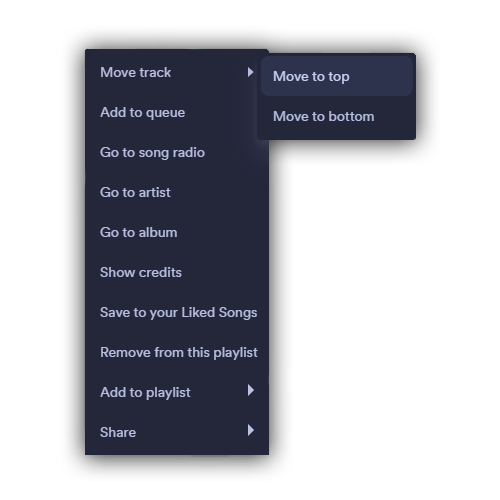 Move track
Move to top
Move to bottom
Add to queue
Go to song radio
Go to artist
Go to album
Show credits
Save to your Liked Songs
Remove from this playlist
Add to playlist
Share